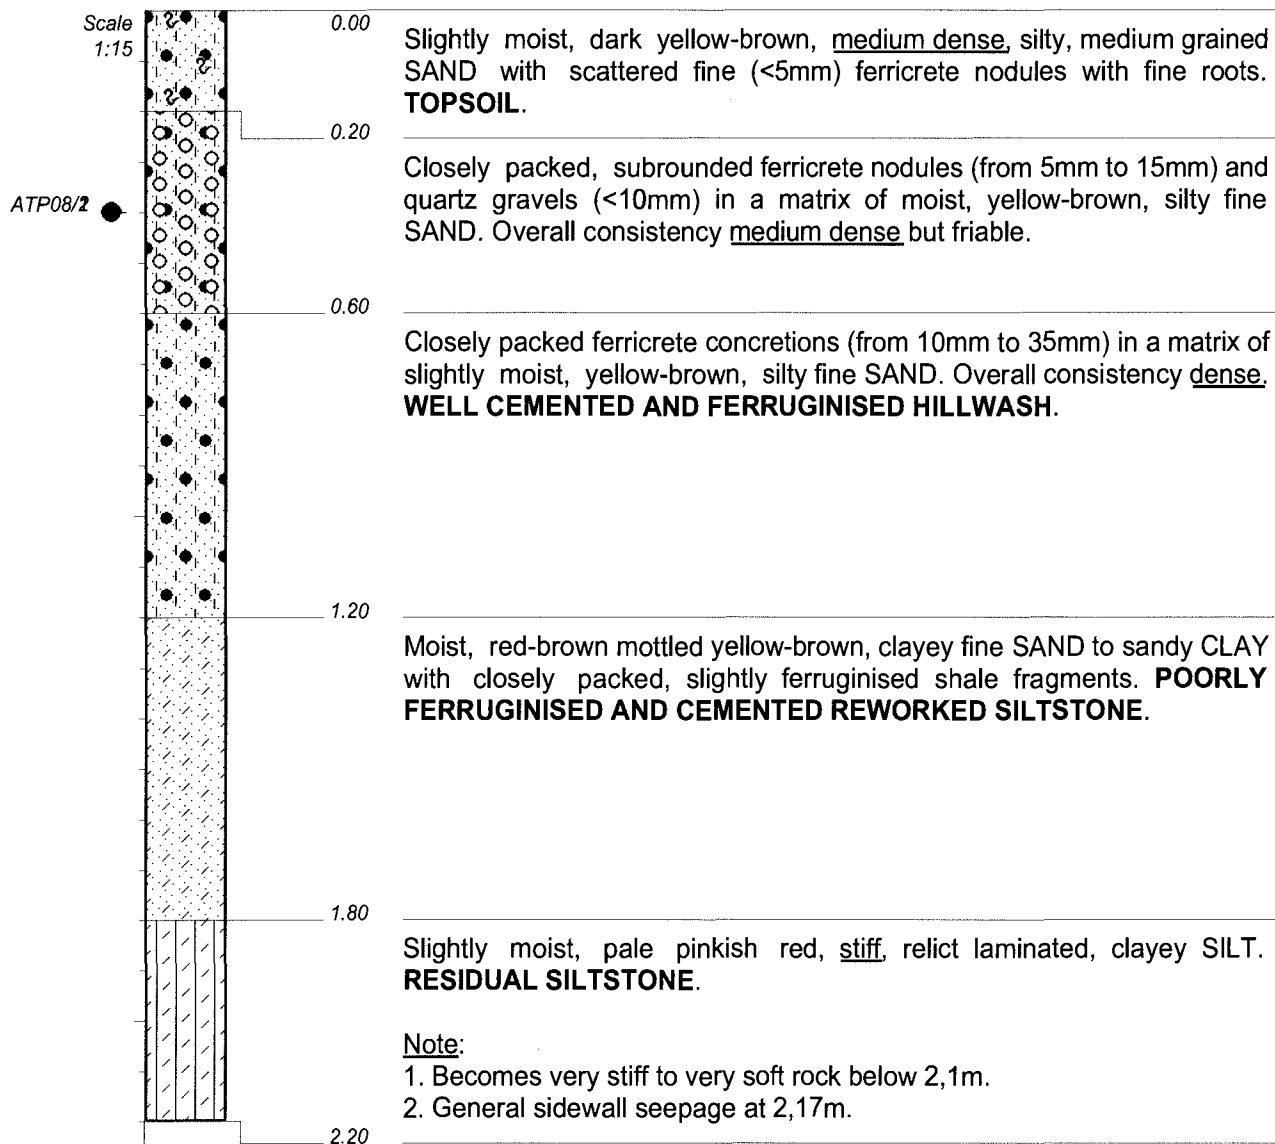 Scale
1:15
0.00
Slightly moist, dark yellow-brown, medium dense, silty, medium grained
SAND with scattered fine (<5mm) ferricrete nodules with fine roots.
TOPSOIL.
0.20
Closely packed, subrounded ferricrete nodules (from 5mm to 15mm) and
quartz gravels (<10mm) in a matrix of moist, yellow-brown, silty fine
SAND. Overall consistency medium dense but friable.
0.60
Closely packed ferricrete concretions (from 10mm to 35mm) in a matrix of
slightly moist, yellow-brown, silty fine SAND. Overall consistency dense.
WELL CEMENTED AND FERRUGINISED HILLWASH.
1.20
Moist, red-brown mottled yellow-brown, clayey fine SAND to sandy CLAY
with closely packed, slightly ferruginised shale fragments. POORLY
FERRUGINISED AND CEMENTED REWORKED SILTSTONE.
1.80
Slightly moist, pale pinkish red, stiff, relict laminated, clayey SILT.
RESIDUAL SILTSTONE.
Note:
1. Becomes very stiff to very soft rock below 2,1m.
2. General sidewall seepage at 2,17m.
2.20